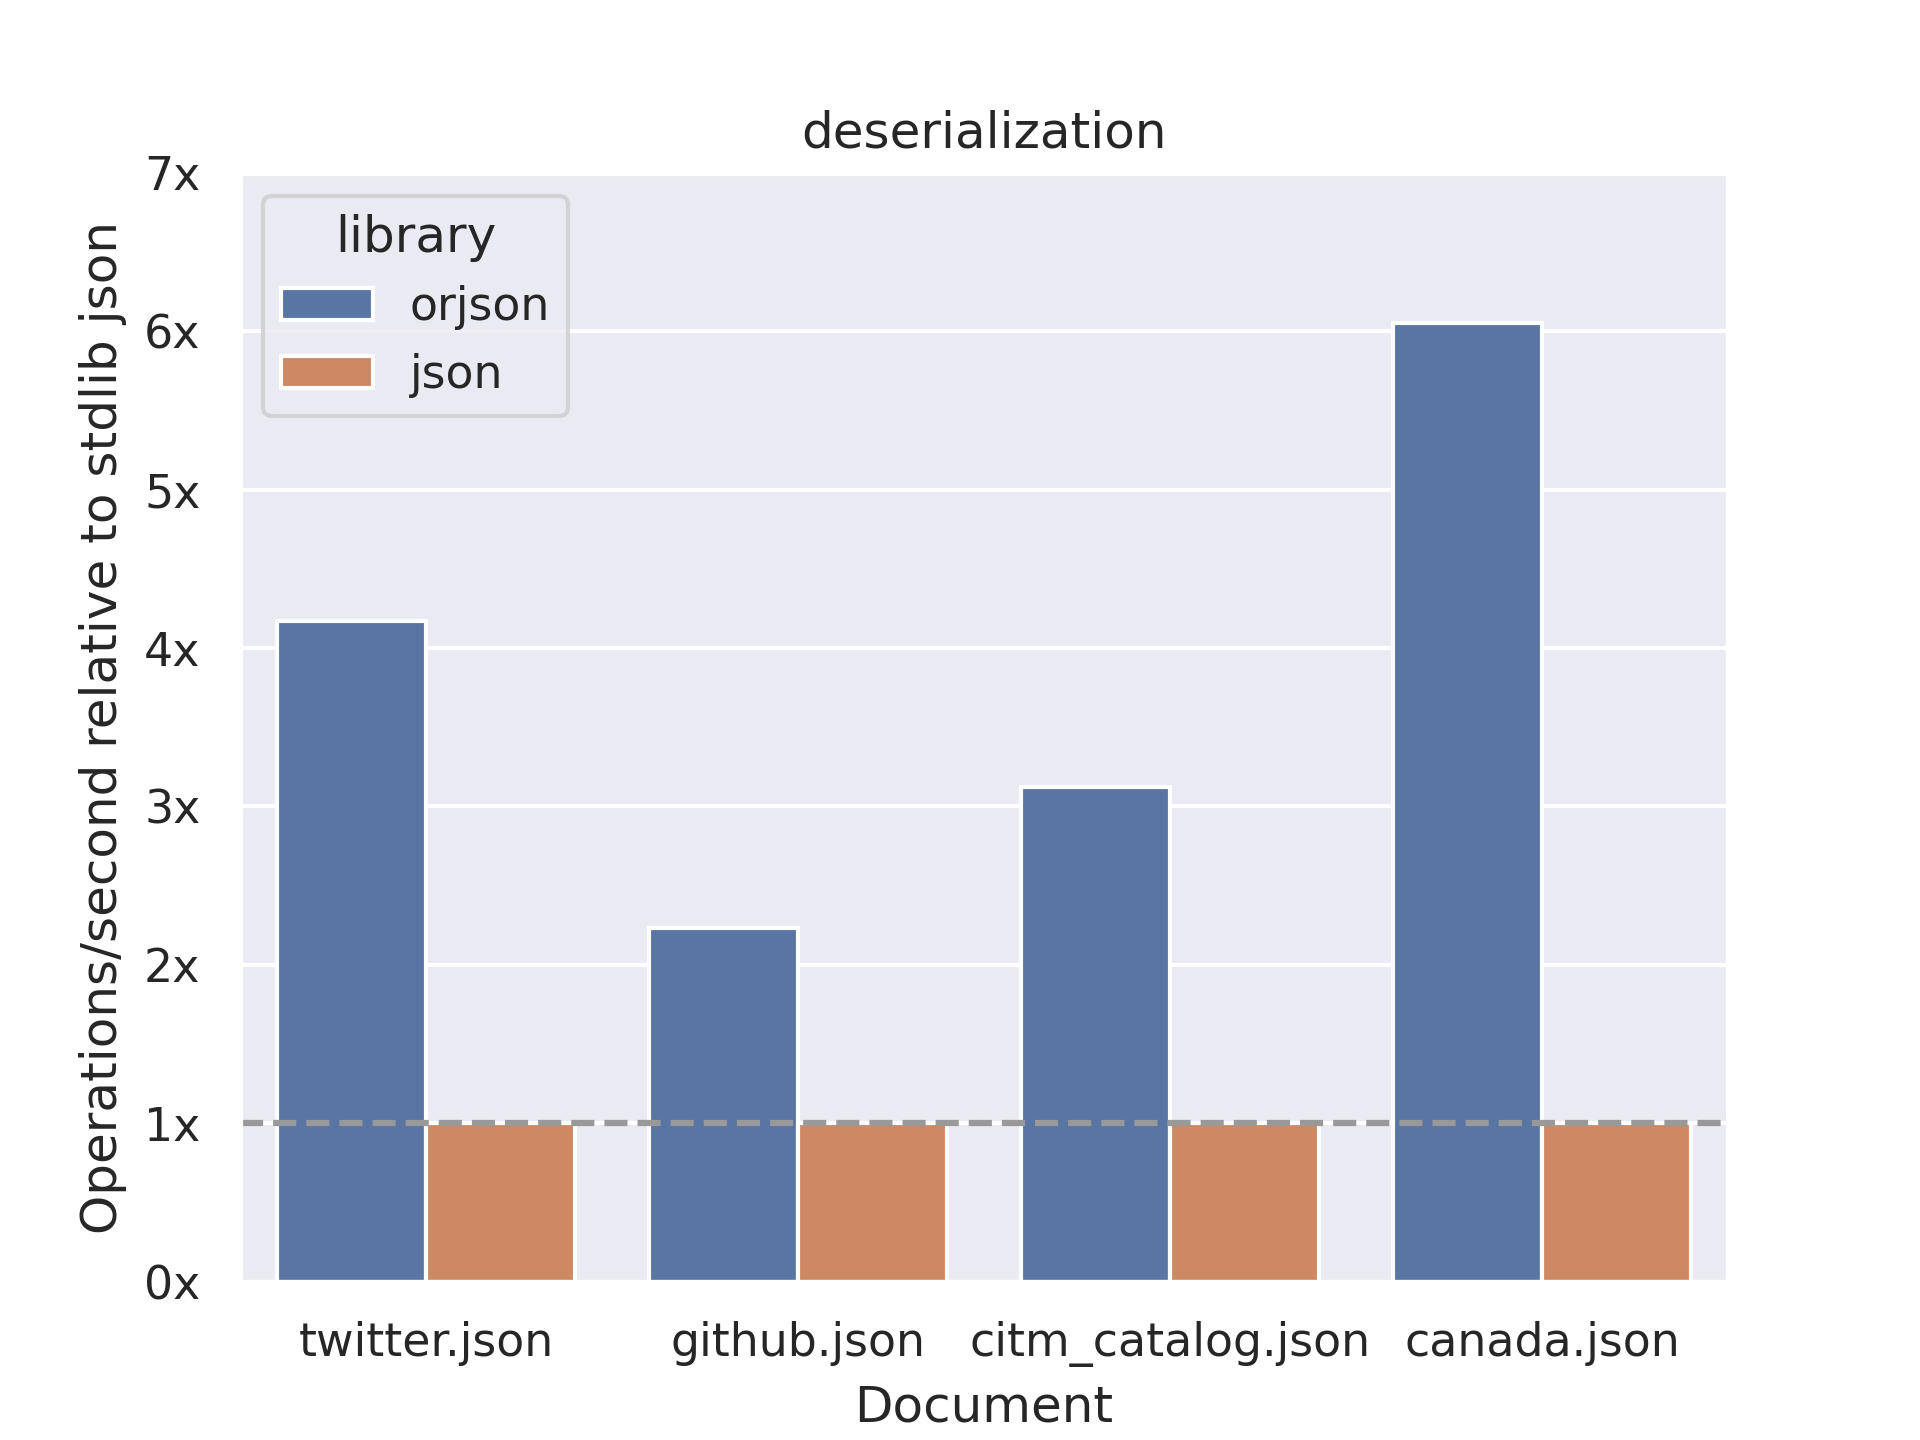 deserialization
Operations/second relative to stdlib json
7x
6x
5x
4x
3x
2x
1x
0x
library
orjson
json
twitter.json
github.json
citm_catalog.json
canada.json
Document